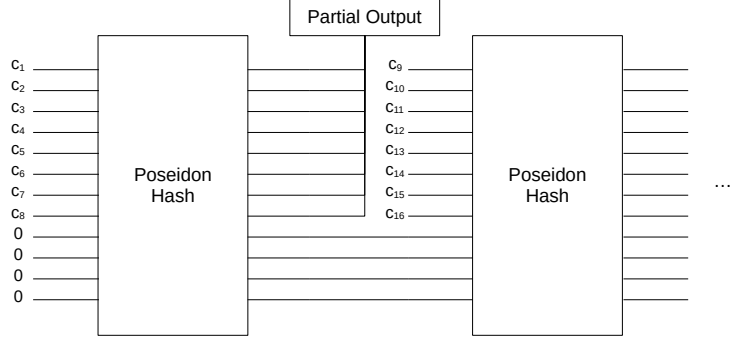 Partial Output
c₁
c₂
c₃
c₄
c₅
c₆
c₇
c₈
0
0
0
0
Poseidon
Hash
c₉
c₁₀
c₁₁
c₁₂
c₁₃
c₁₄
c₁₅
c₁₆
Poseidon
Hash
...